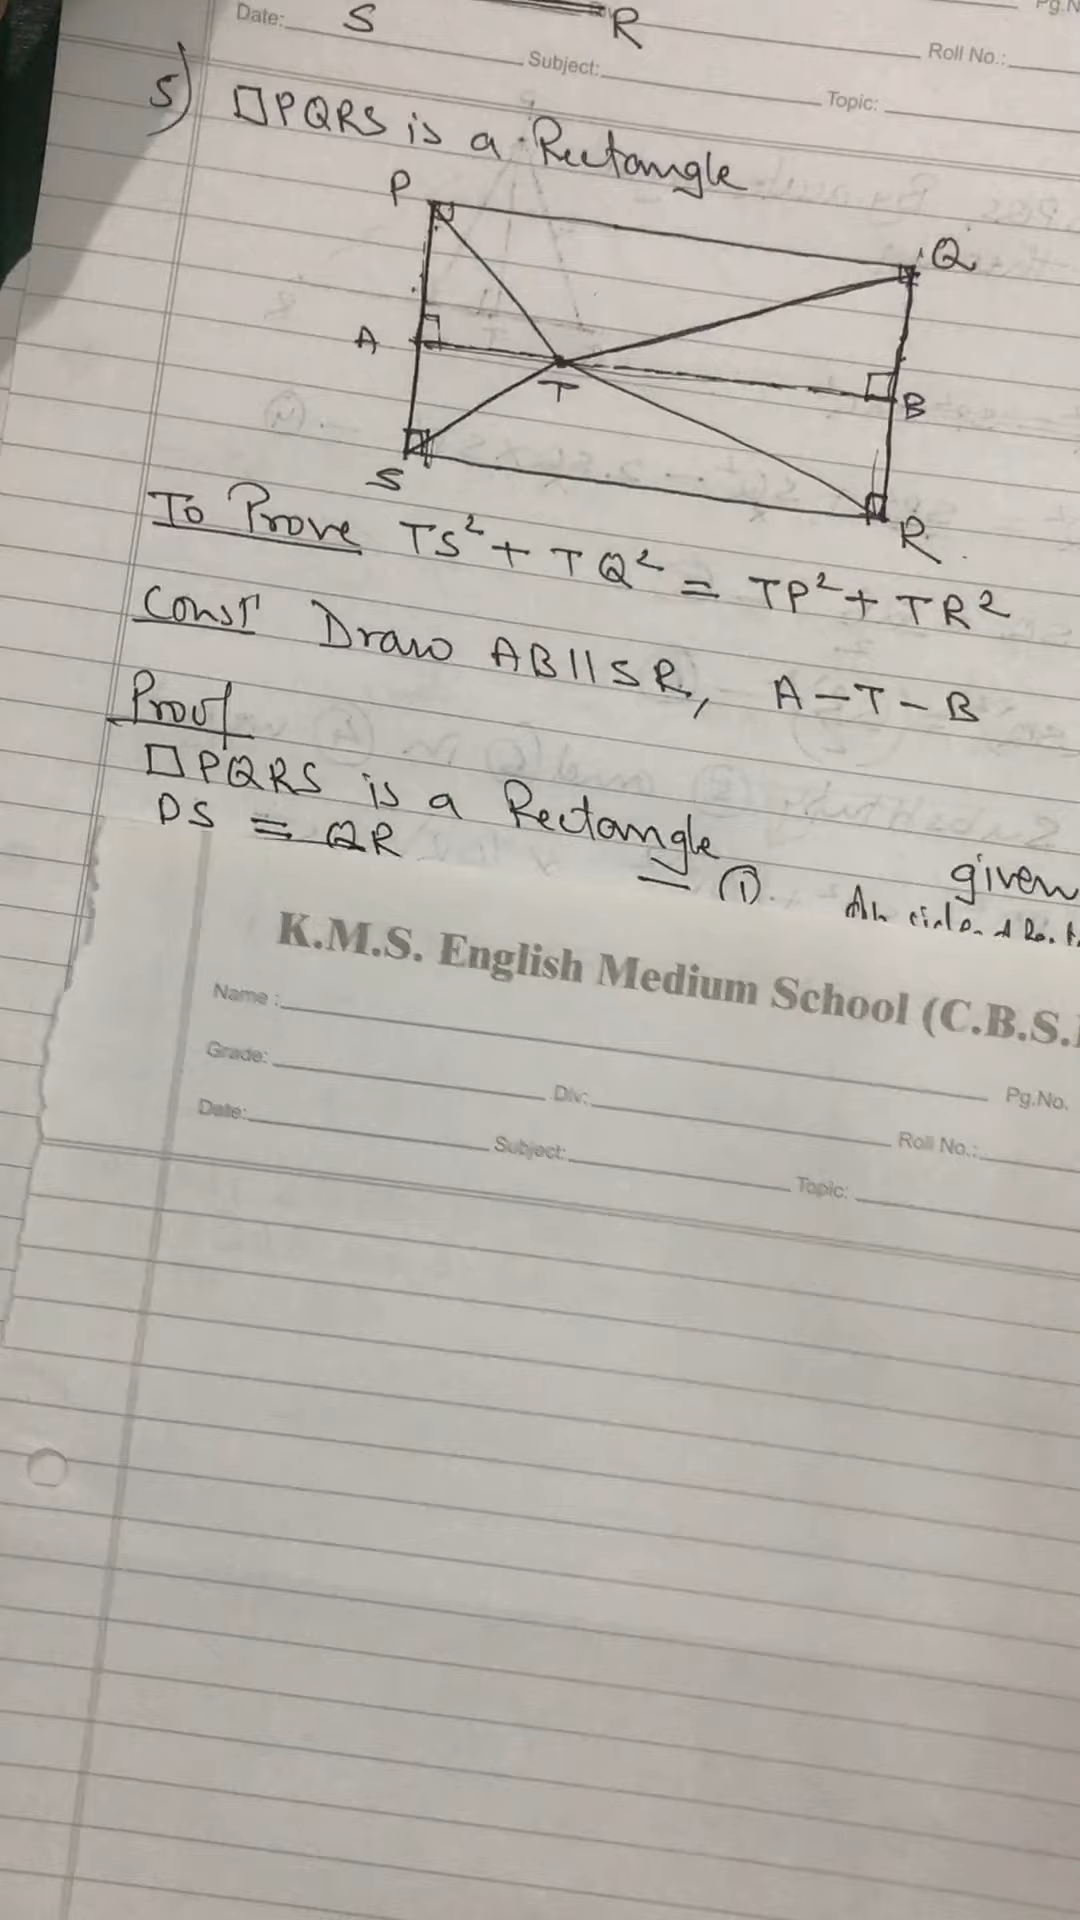 Date: S R
Subject:
Roll No.:
Topic:
5) □PQRS is a Rectangle
P
Q
A
T
B
S
R
To Prove TS² + TQ² = TP² + TR²
Const Draw AB || SR, A-T-B
Proof
□PQRS is a Rectangle given
PS ≡ QR — ①
K.M.S. English Medium School (C.B.S.
Name :
Pg.No.
Grade:
Div:
Roll No.:
Date:
Subject:
Topic: